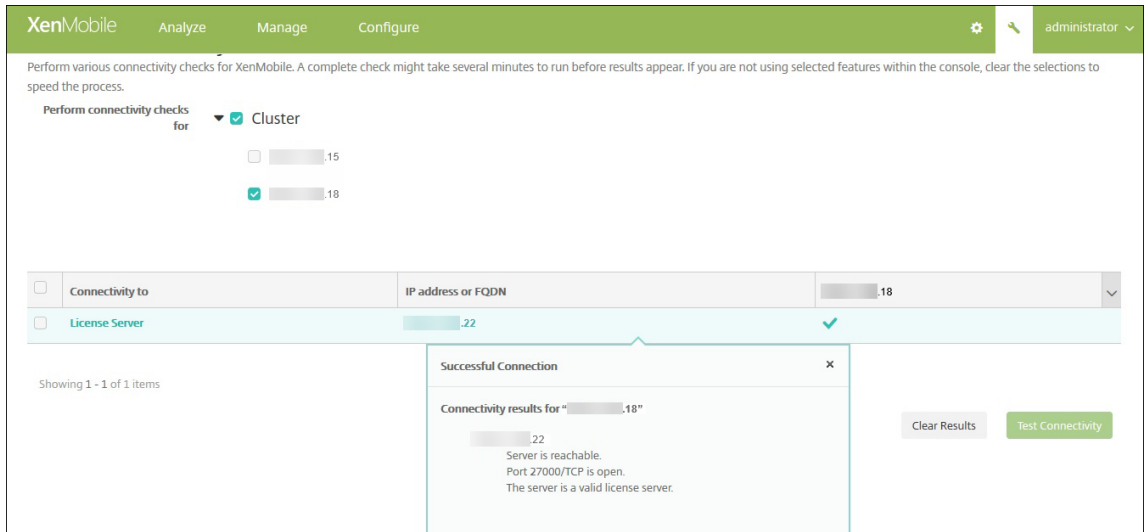 XenMobile Analyze Manage Configure administrator
Perform various connectivity checks for XenMobile. A complete check might take several minutes to run before results appear. If you are not using selected features within the console, clear the selections to
speed the process.
Perform connectivity checks
for
Cluster
.15
.18
Connectivity to IP address or FQDN .18
License Server .22
Successful Connection
Showing 1 - 1 of 1 items
Connectivity results for " .18"
Clear Results Test Connectivity
.22
Server is reachable.
Port 27000/TCP is open.
The server is a valid license server.